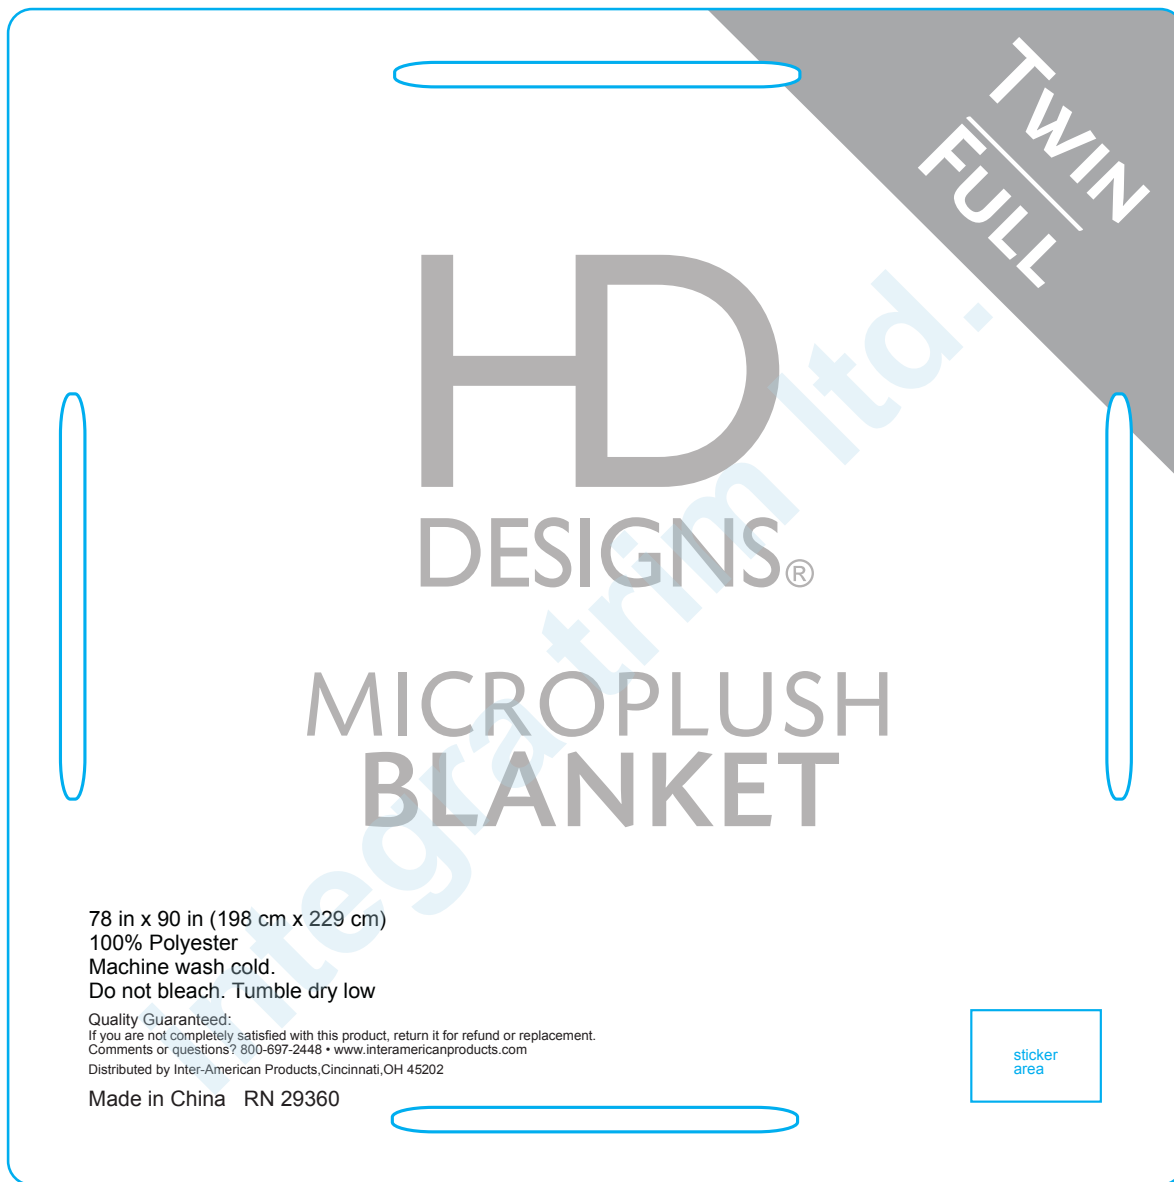 TWIN
FULL
HD
DESIGNS®
MICROPLUSH
BLANKET
78 in x 90 in (198 cm x 229 cm)
100% Polyester
Machine wash cold.
Do not bleach. Tumble dry low
Quality Guaranteed:
If you are not completely satisfied with this product, return it for refund or replacement.
Comments or questions? 800-697-2448 • www.interamericanproducts.com
Distributed by Inter-American Products,Cincinnati,OH 45202
Made in China RN 29360
sticker
area
integra trim ltd.